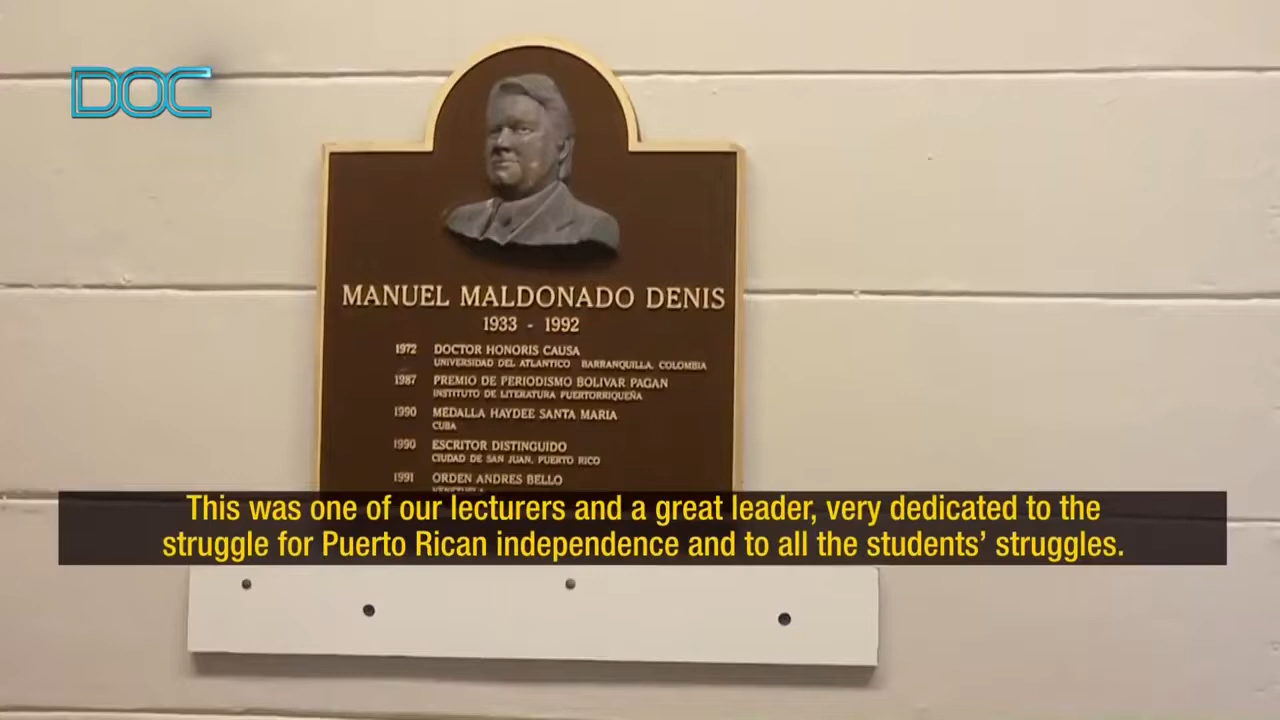 DOC
MANUEL MALDONADO DENIS
1933 - 1992
1972 DOCTOR HONORIS CAUSA
UNIVERSIDAD DEL ATLANTICO BARRANQUILLA, COLOMBIA
1987 PREMIO DE PERIODISMO BOLIVAR PAGAN
INSTITUTO DE LITERATURA PUERTORRIQUEÑA
1990 MEDALLA HAYDEE SANTA MARIA
CUBA
1990 ESCRITOR DISTINGUIDO
CIUDAD DE SAN JUAN, PUERTO RICO
1991 ORDEN ANDRES BELLO
VENEZUELA
This was one of our lecturers and a great leader, very dedicated to the
struggle for Puerto Rican independence and to all the students’ struggles.